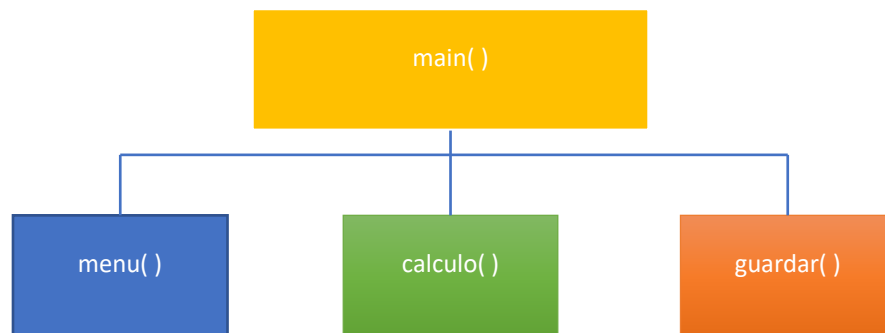 main( )
menu( )
calculo( )
guardar( )